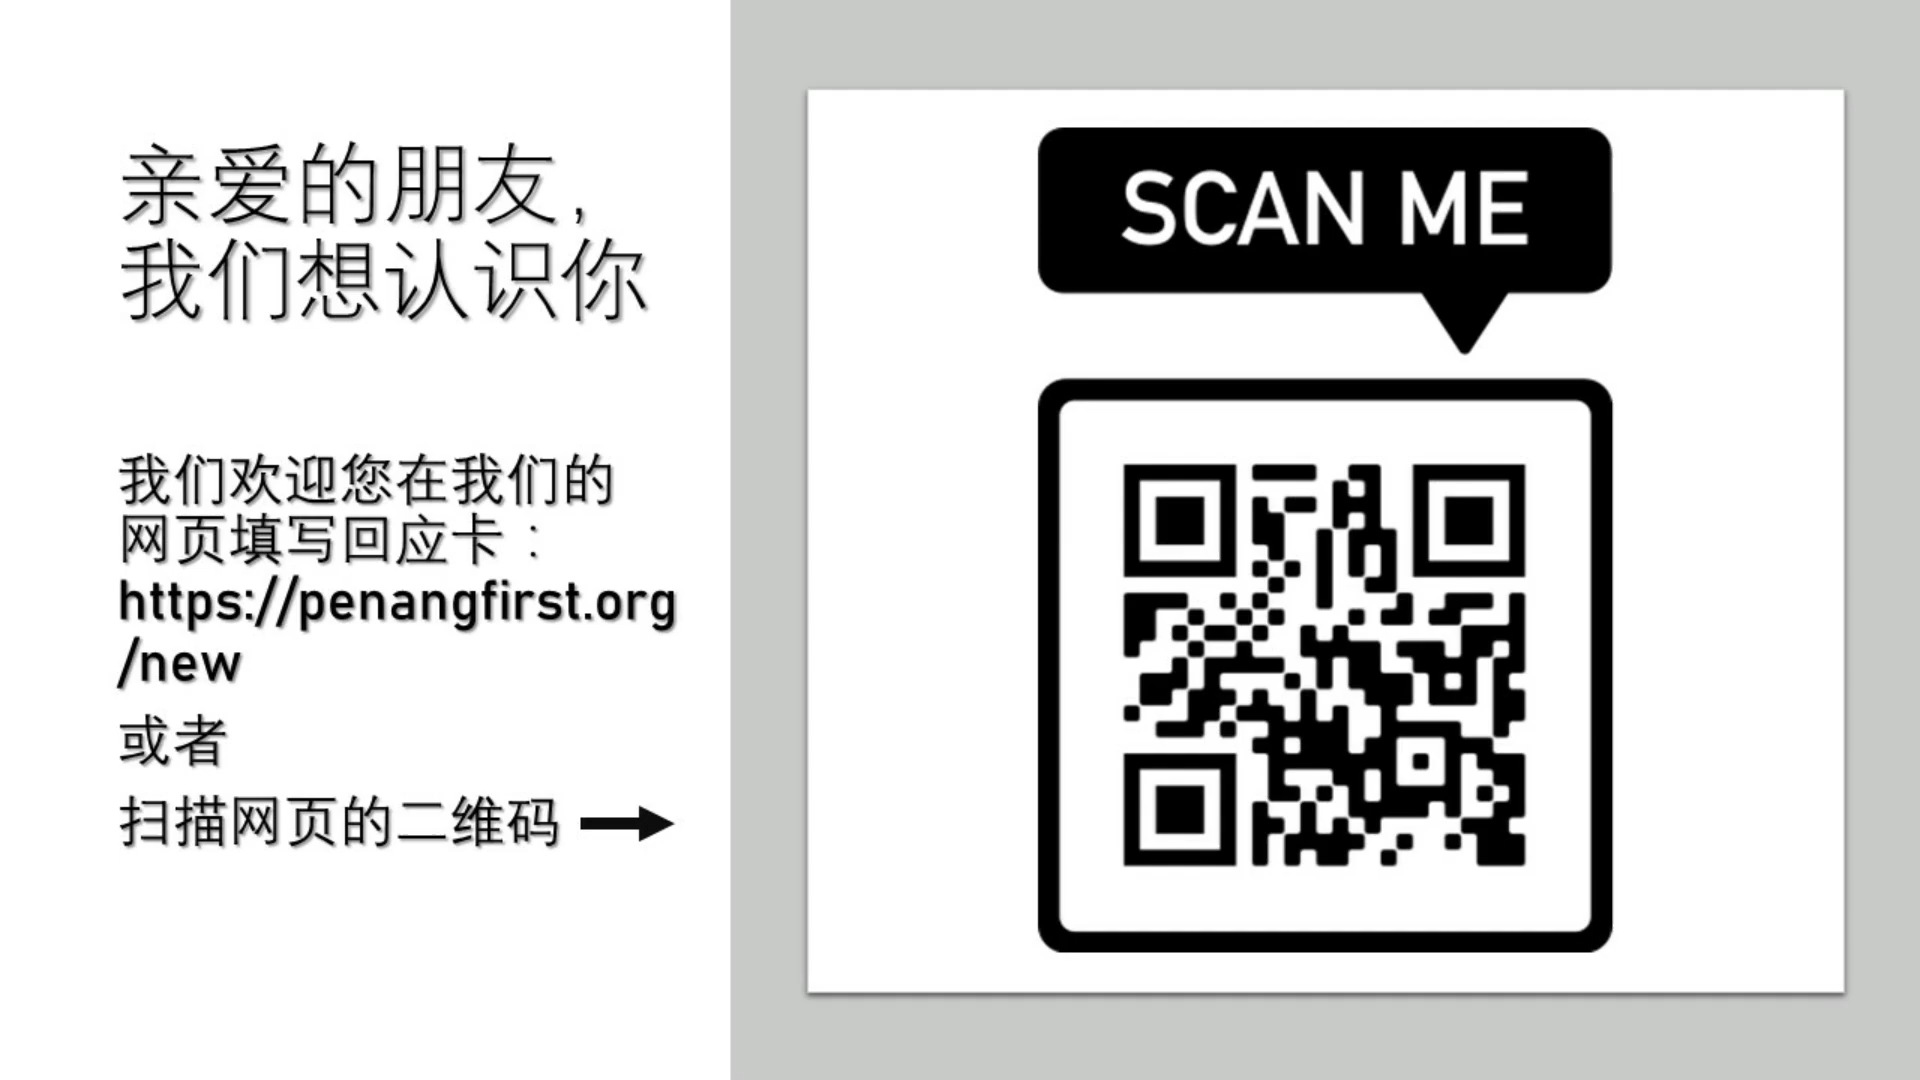 亲爱的朋友,
我们想认识你
我们欢迎您在我们的
网页填写回应卡：
https://penangfirst.org
/new
或者
扫描网页的二维码
SCAN ME